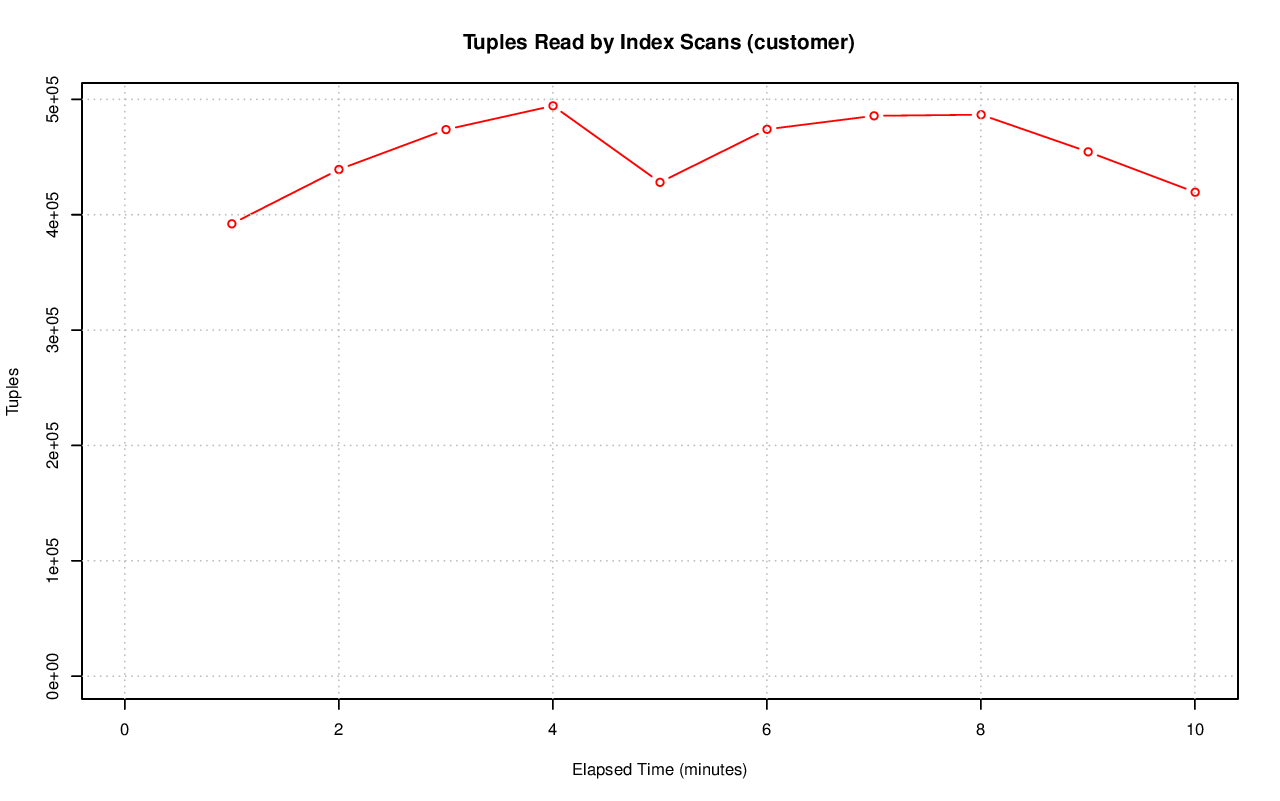 Tuples Read by Index Scans (customer)
5e+05
4e+05
3e+05
2e+05
1e+05
0e+00
Tuples
0 2 4 6 8 10
Elapsed Time (minutes)